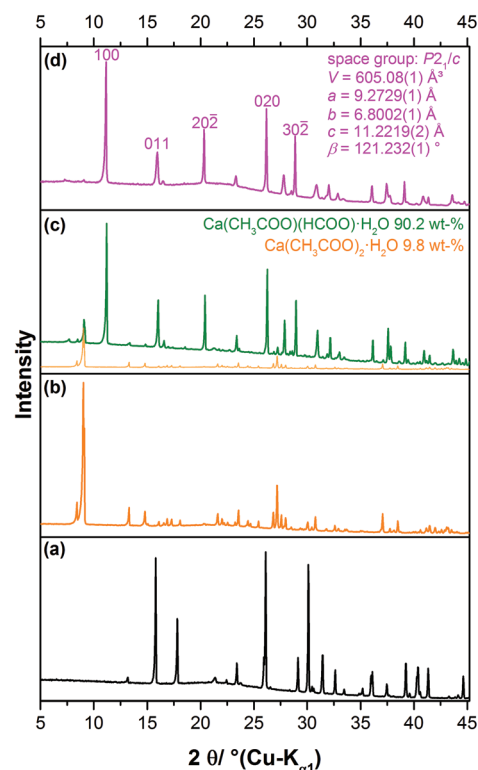 5 10 15 20 25 30 35 40 45
(d)
100
011
202̄
020
302̄
space group: P2₁/c
V = 605.08(1) Å³
a = 9.2729(1) Å
b = 6.8002(1) Å
c = 11.2219(2) Å
β = 121.232(1) °
(c)
Ca(CH₃COO)(HCOO)·H₂O 90.2 wt-%
Ca(CH₃COO)₂·H₂O 9.8 wt-%
(b)
(a)
Intensity
5 10 15 20 25 30 35 40 45
2 θ/ °(Cu-Kα1)